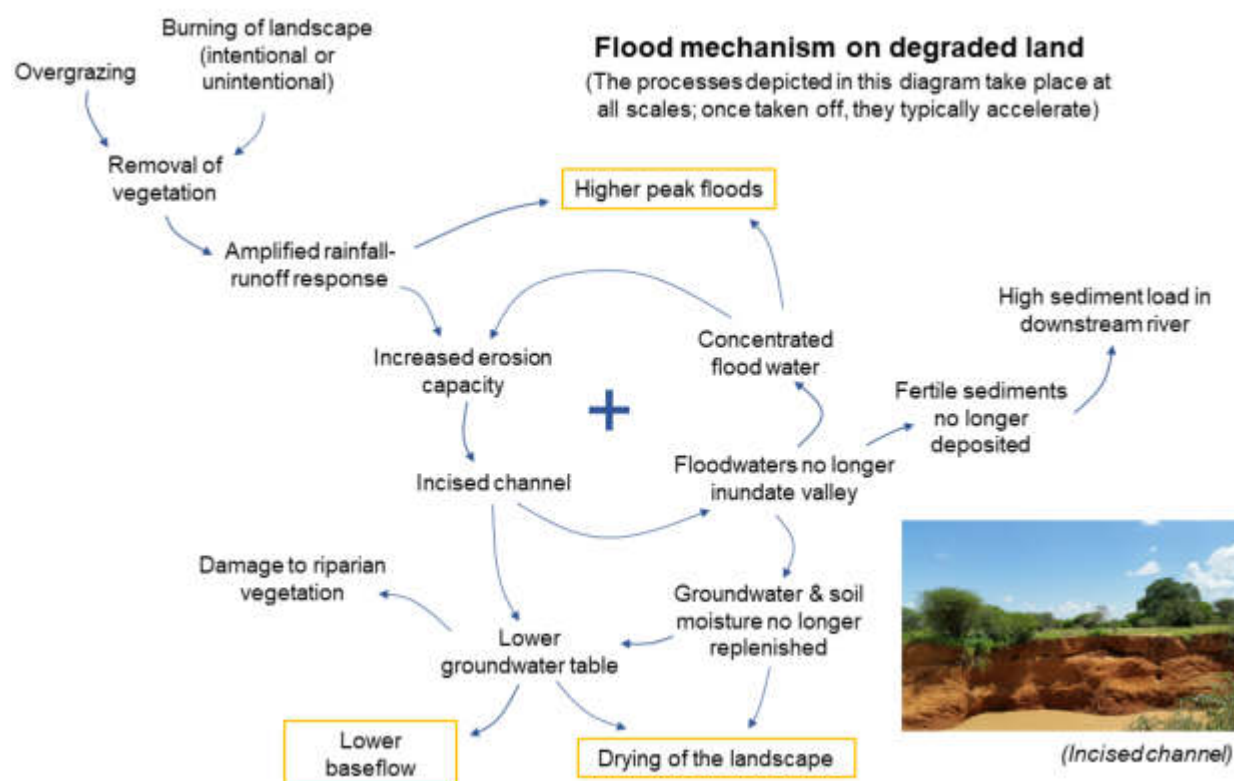 Burning of landscape
(intentional or
unintentional)
Overgrazing
Flood mechanism on degraded land
(The processes depicted in this diagram take place at
all scales; once taken off, they typically accelerate)
Removal of
vegetation
Higher peak floods
Amplified rainfall-
runoff response
High sediment load in
downstream river
Increased erosion
capacity
Concentrated
flood water
Fertile sediments
no longer
deposited
+
Incised channel
Floodwaters no longer
inundate valley
Damage to riparian
vegetation
Groundwater & soil
moisture no longer
replenished
Lower
groundwater table
Lower
baseflow
Drying of the landscape
(Incised channel)